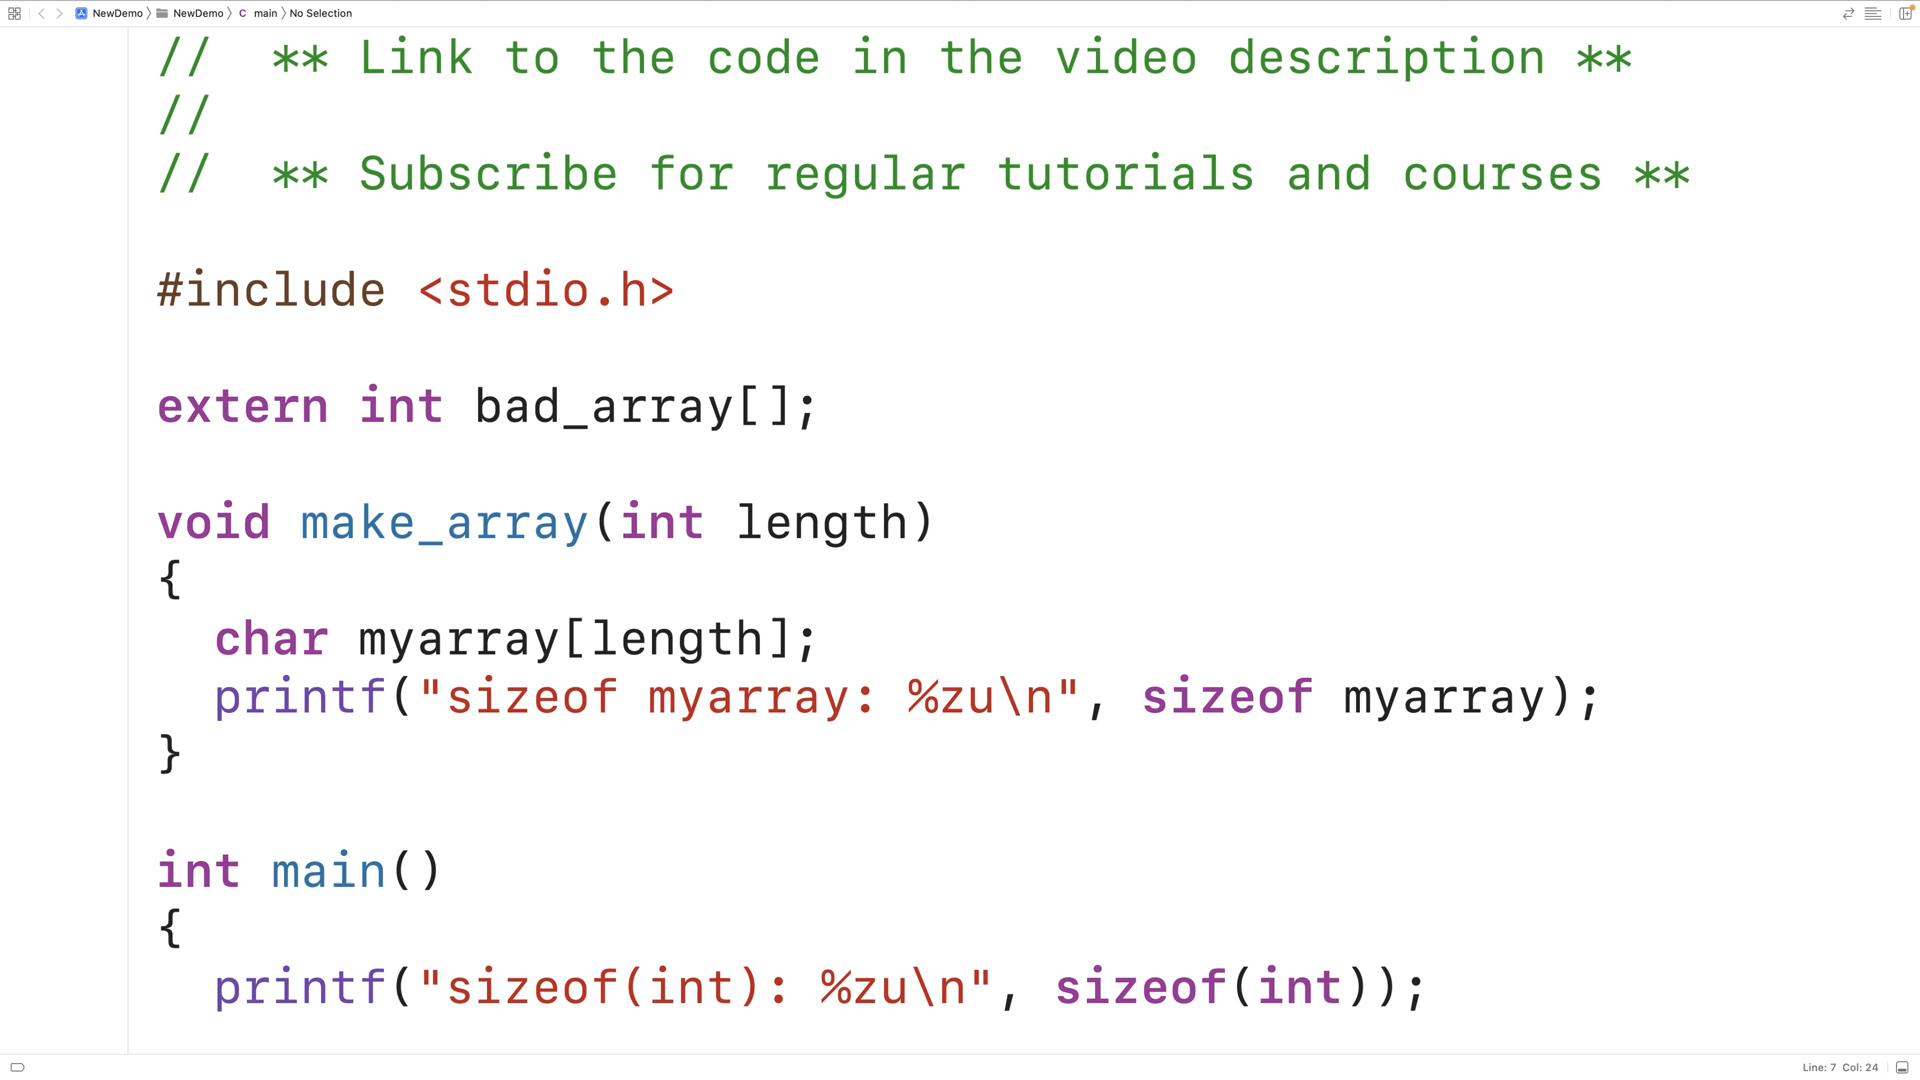 NewDemo NewDemo C main No Selection
// ** Link to the code in the video description **
//
// ** Subscribe for regular tutorials and courses **
#include <stdio.h>
extern int bad_array[];
void make_array(int length)
{
char myarray[length];
printf("sizeof myarray: %zu\n", sizeof myarray);
}
int main()
{
printf("sizeof(int): %zu\n", sizeof(int));
Line: 7 Col: 24